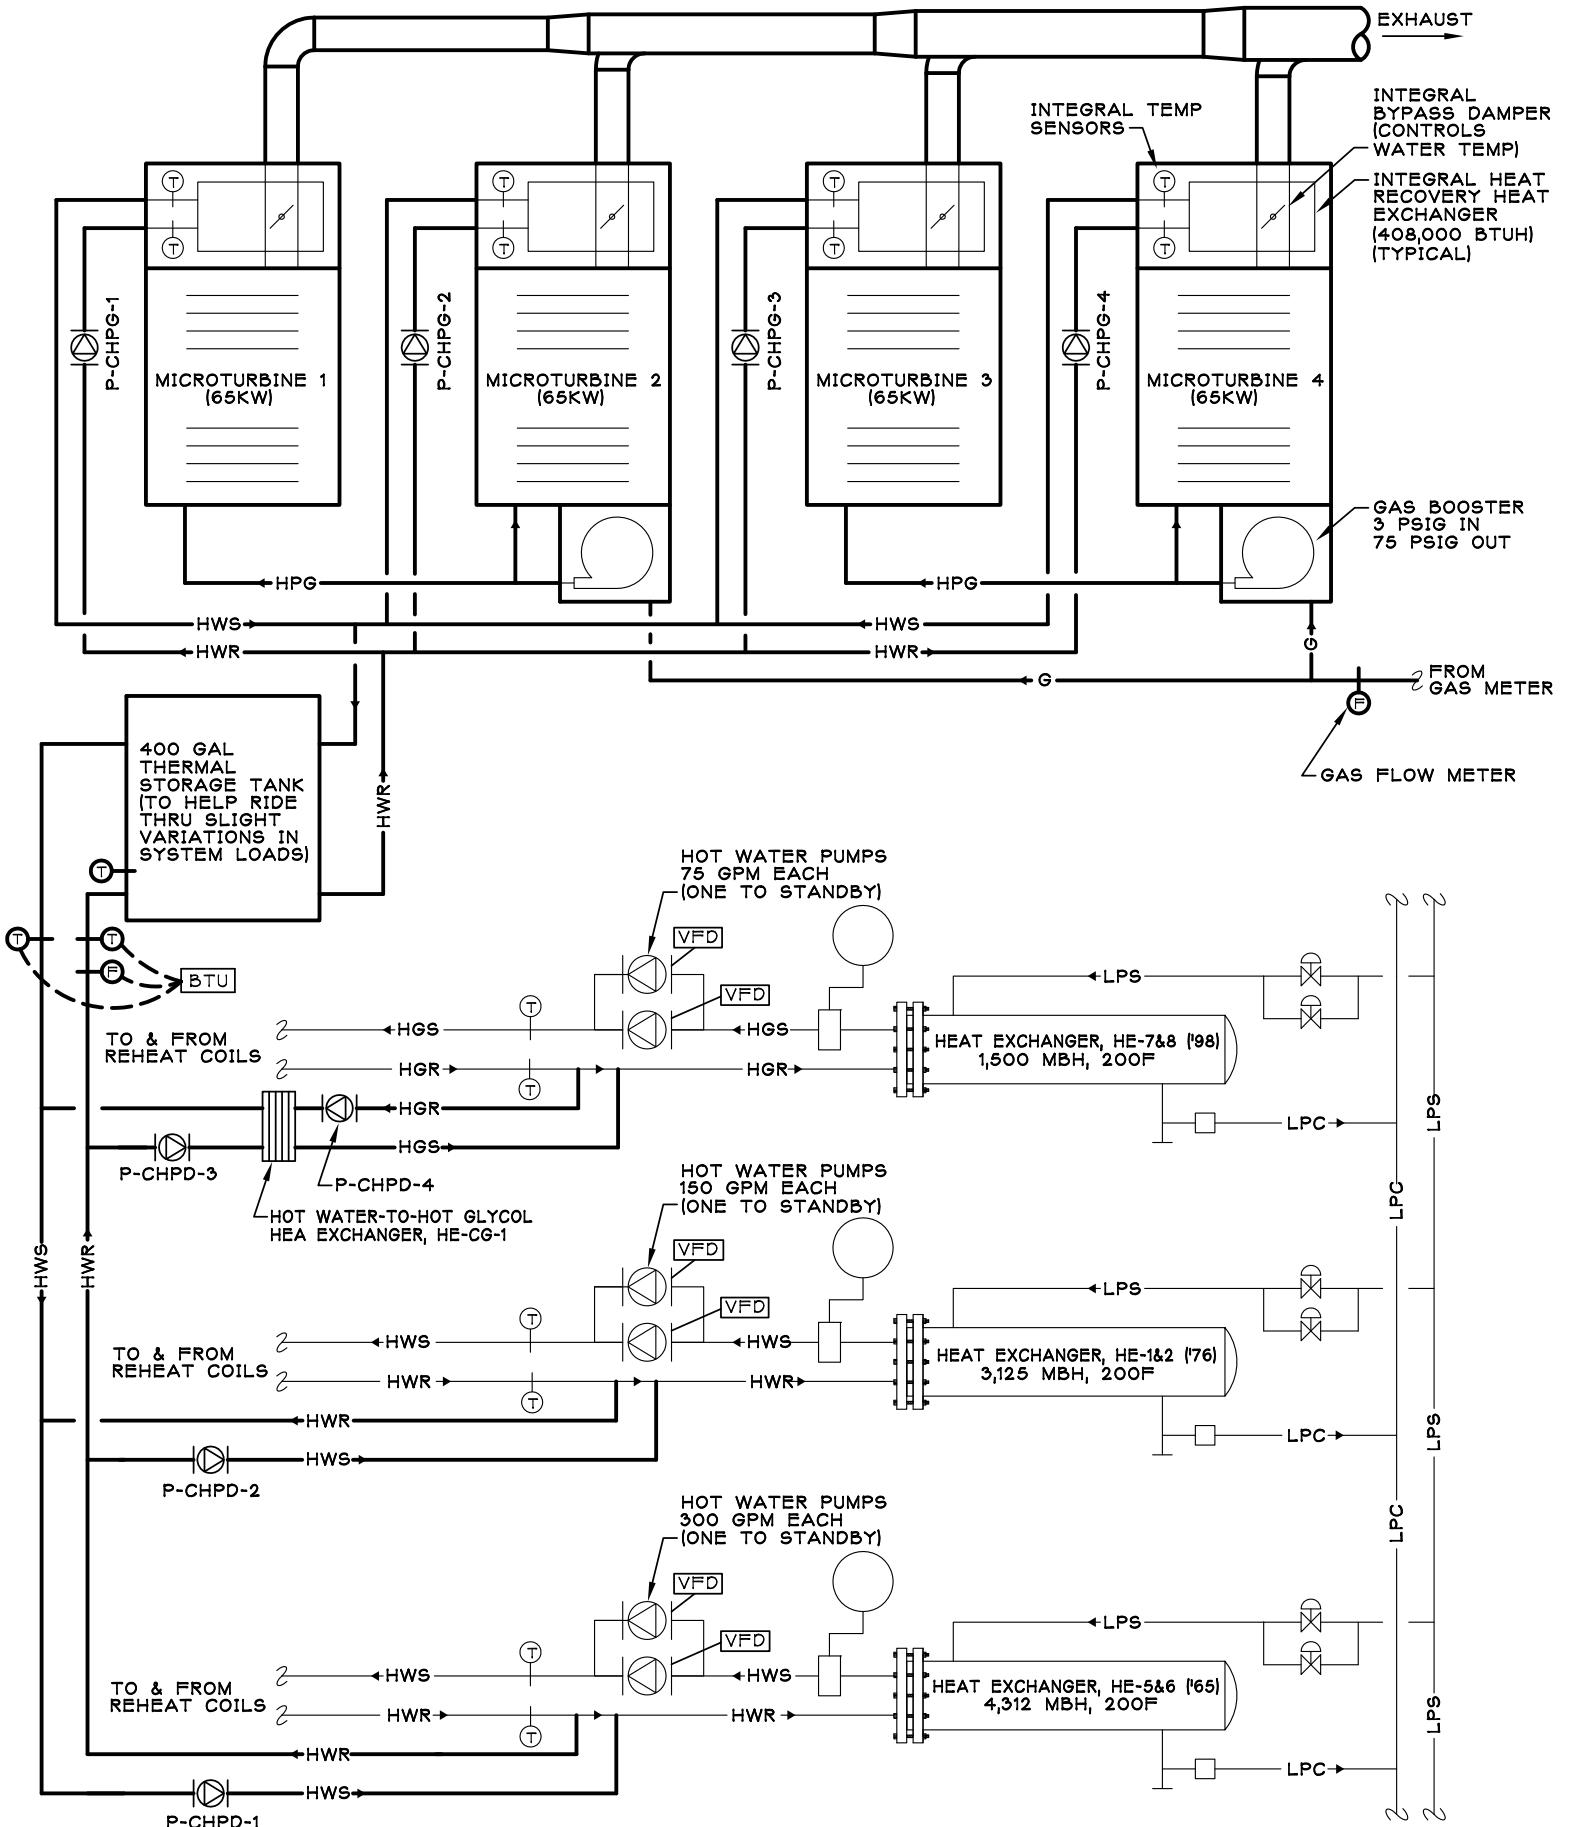 EXHAUST
INTEGRAL TEMP
SENSORS
INTEGRAL
BYPASS DAMPER
(CONTROLS
WATER TEMP)
INTEGRAL HEAT
RECOVERY HEAT
EXCHANGER
(408,000 BTUH)
(TYPICAL)
T
T
T
T
T
T
T
T
P-CHPG-1
P-CHPG-2
P-CHPG-3
P-CHPG-4
MICROTURBINE 1
(65KW)
MICROTURBINE 2
(65KW)
MICROTURBINE 3
(65KW)
MICROTURBINE 4
(65KW)
GAS BOOSTER
3 PSIG IN
75 PSIG OUT
HPG
HPG
HWS
HWS
HWR
HWR
G
G
FROM
GAS METER
F
GAS FLOW METER
400 GAL
THERMAL
STORAGE TANK
(TO HELP RIDE
THRU SLIGHT
VARIATIONS IN
SYSTEM LOADS)
HWR
T
T
T
F
BTU
HOT WATER PUMPS
75 GPM EACH
(ONE TO STANDBY)
VFD
VFD
LPS
TO & FROM
REHEAT COILS
HGS
T
HGS
HGR
T
HGR
HEAT EXCHANGER, HE-7&8 ('98)
1,500 MBH, 200F
LPC
LPS
HGR
HGS
P-CHPD-3
P-CHPD-4
HOT WATER-TO-HOT GLYCOL
HEA EXCHANGER, HE-CG-1
HWS
HWR
HOT WATER PUMPS
150 GPM EACH
(ONE TO STANDBY)
VFD
VFD
LPC
LPS
TO & FROM
REHEAT COILS
HWS
T
HWS
HWR
T
HWR
HEAT EXCHANGER, HE-1&2 ('76)
3,125 MBH, 200F
LPC
LPS
HWR
HWS
P-CHPD-2
HOT WATER PUMPS
300 GPM EACH
(ONE TO STANDBY)
VFD
VFD
LPC
LPS
TO & FROM
REHEAT COILS
HWS
T
HWS
HWR
T
HWR
HEAT EXCHANGER, HE-5&6 ('65)
4,312 MBH, 200F
LPC
LPS
HWR
HWS
P-CHPD-1